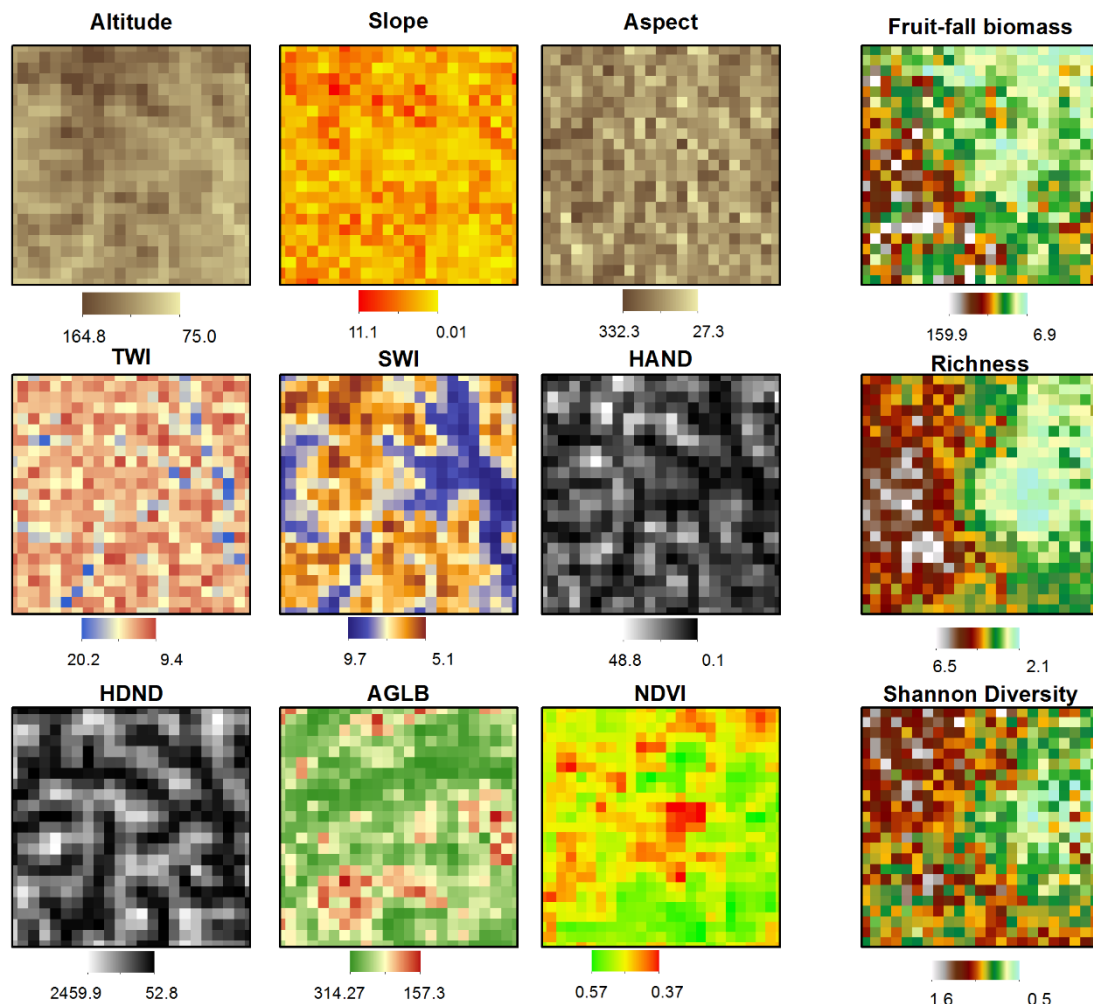 Altitude
Slope
Aspect
Fruit-fall biomass
164.8 75.0
11.1 0.01
332.3 27.3
159.9 6.9
TWI
SWI
HAND
Richness
20.2 9.4
9.7 5.1
48.8 0.1
6.5 2.1
HDND
AGLB
NDVI
Shannon Diversity
2459.9 52.8
314.27 157.3
0.57 0.37
1.6 0.5